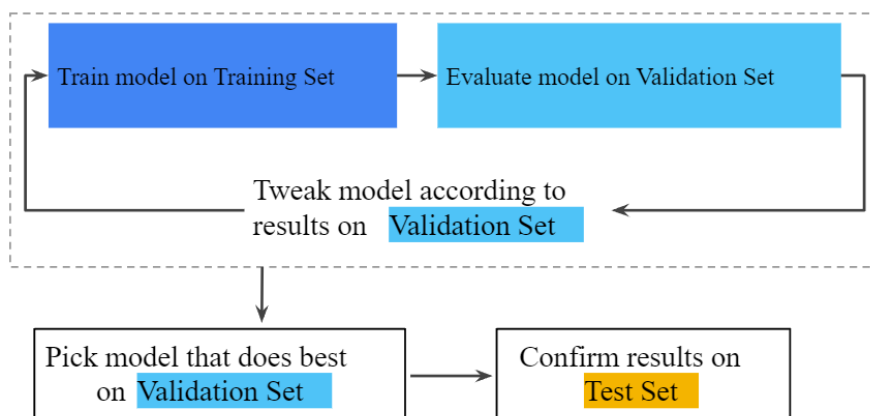 Train model on Training Set
Evaluate model on Validation Set
Tweak model according to
results on Validation Set
Pick model that does best
on Validation Set
Confirm results on
Test Set